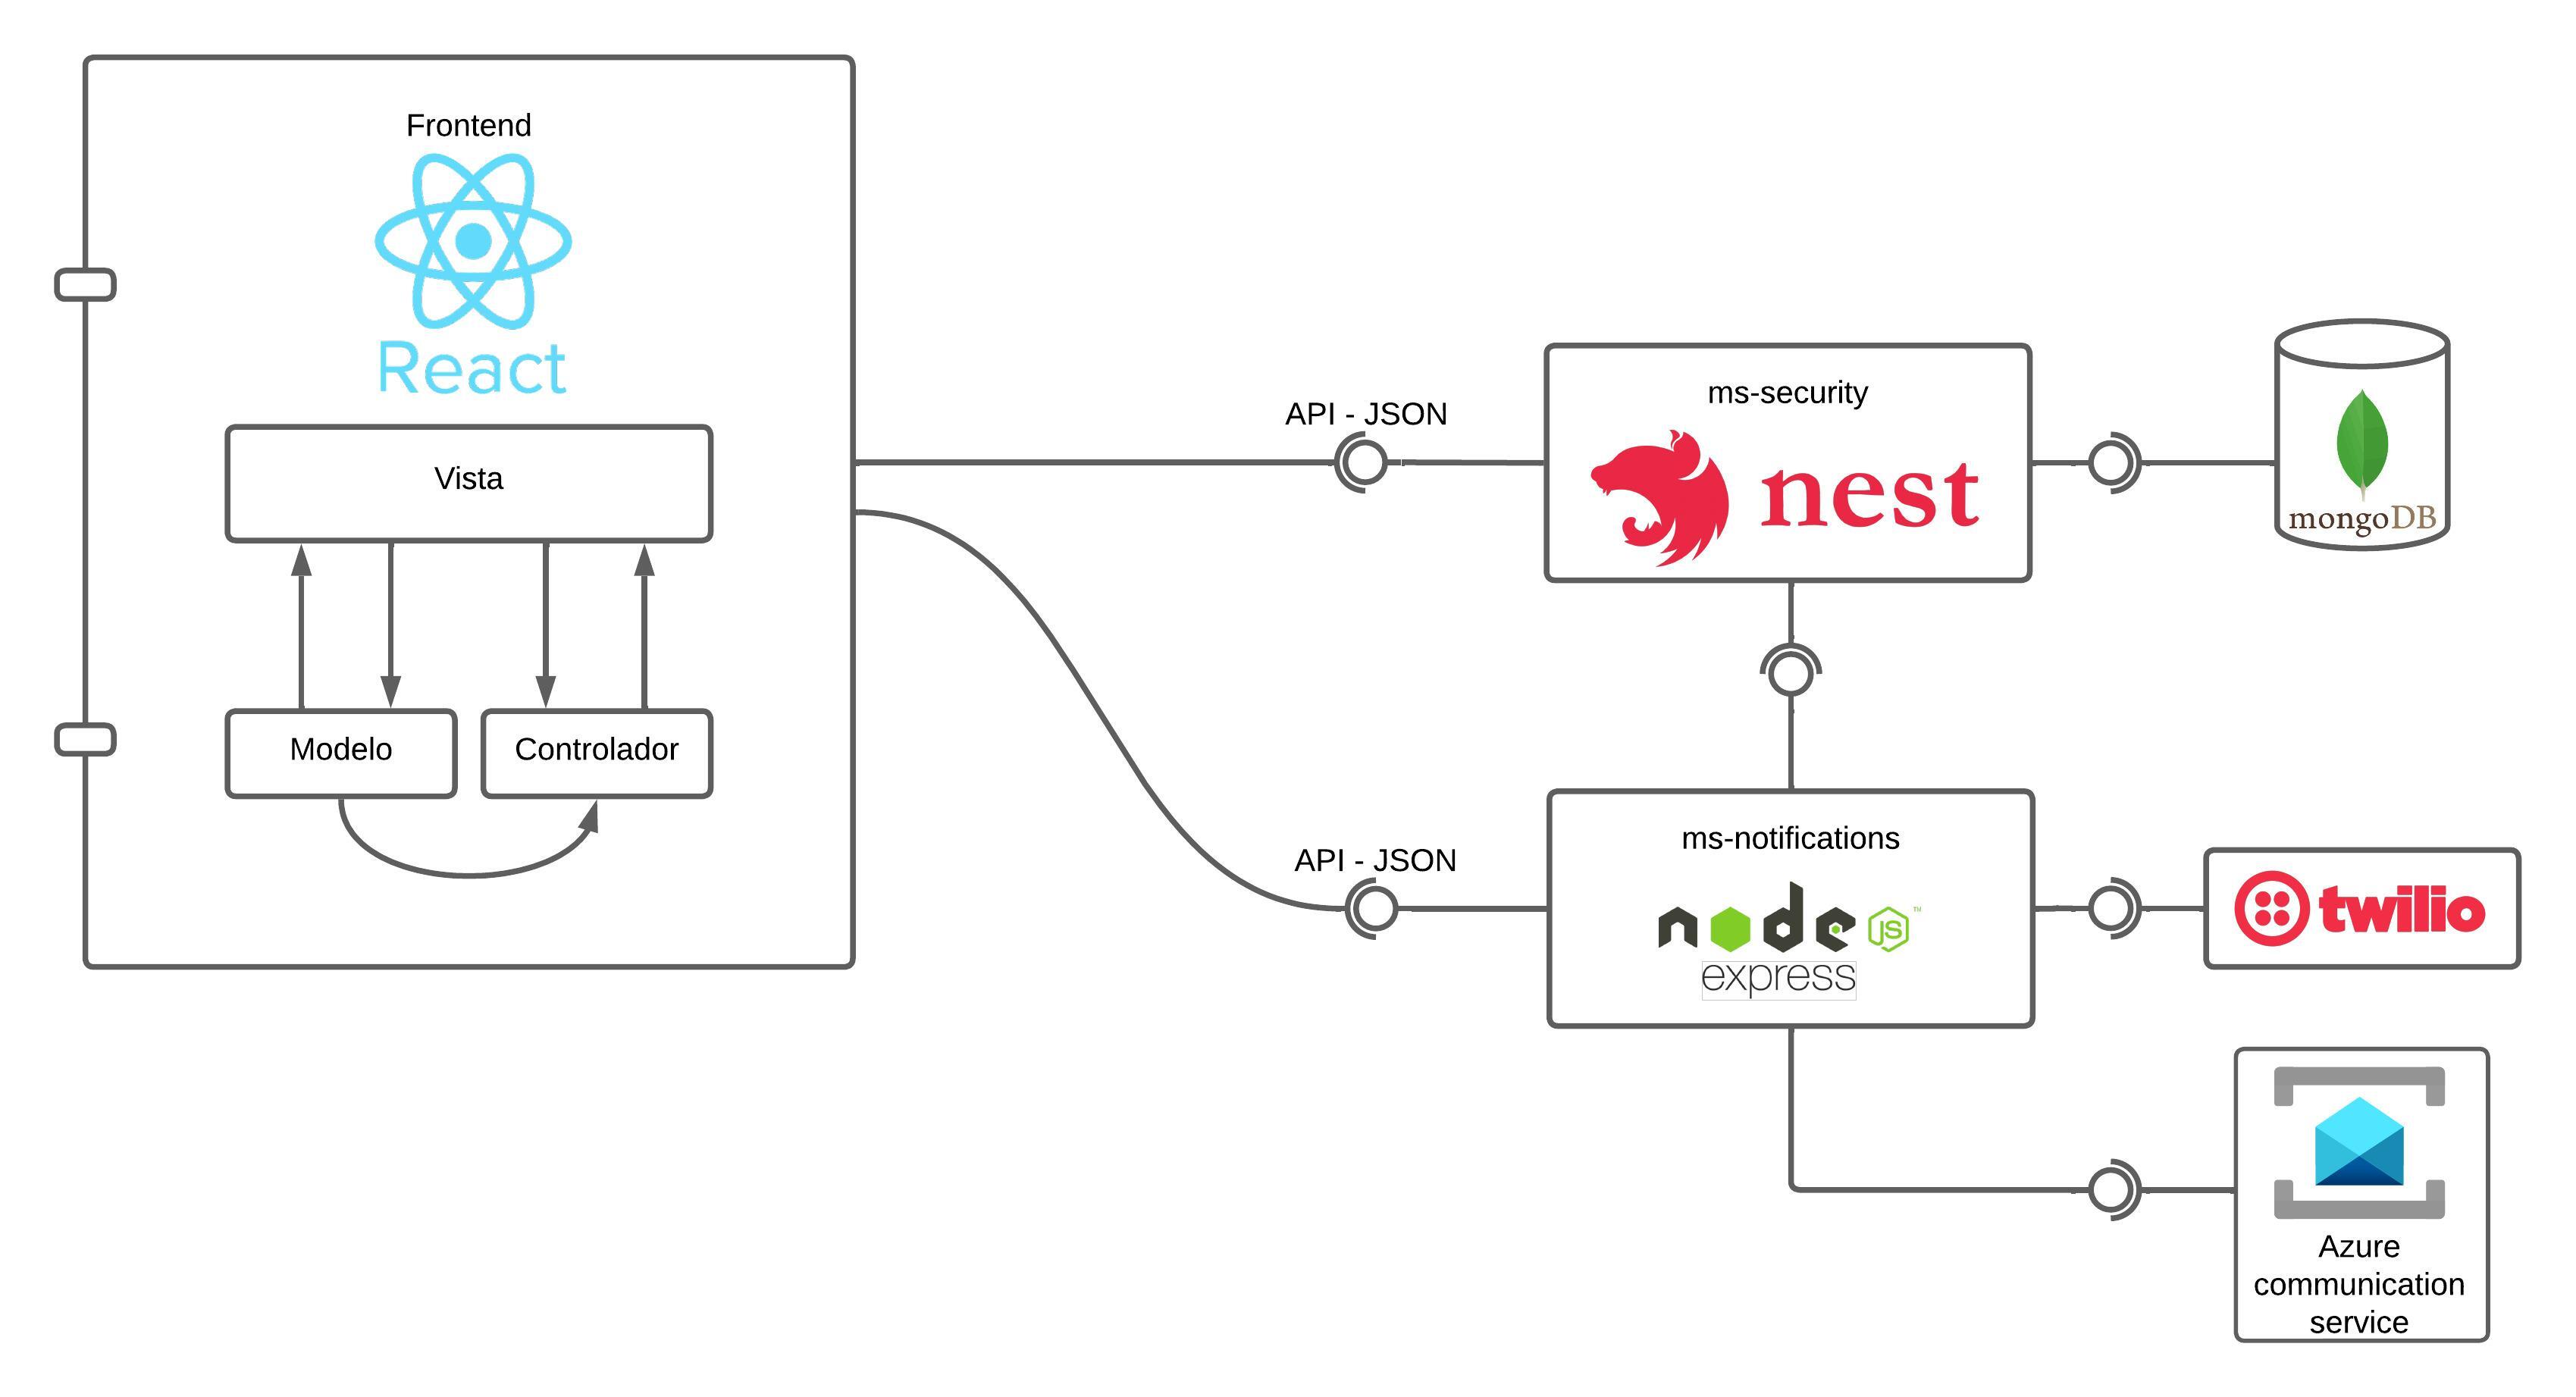 Frontend
React
Vista
Modelo
Controlador
API - JSON
ms-security
nest
mongoDB
API - JSON
ms-notifications
node
JS
™
express
twilio
Azure
communication
service